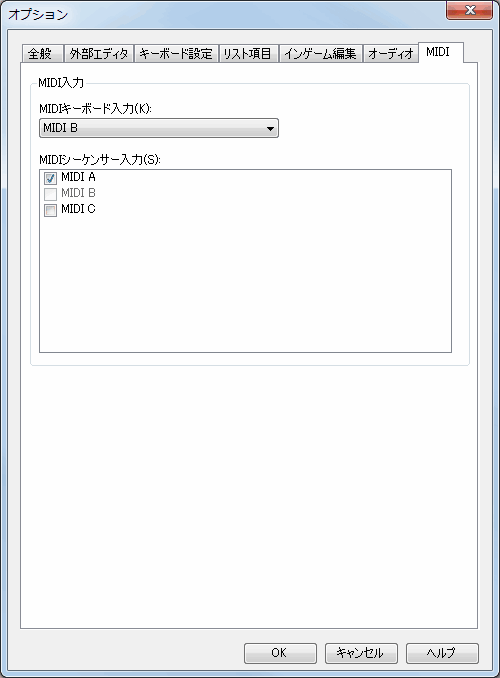 オプション
全般 外部エディタ キーボード設定 リスト項目 インゲーム編集 オーディオ MIDI
MIDI入力
MIDIキーボード入力(K):
MIDI B
MIDIシーケンサー入力(S):
MIDI A
MIDI B
MIDI C
OK キャンセル ヘルプ